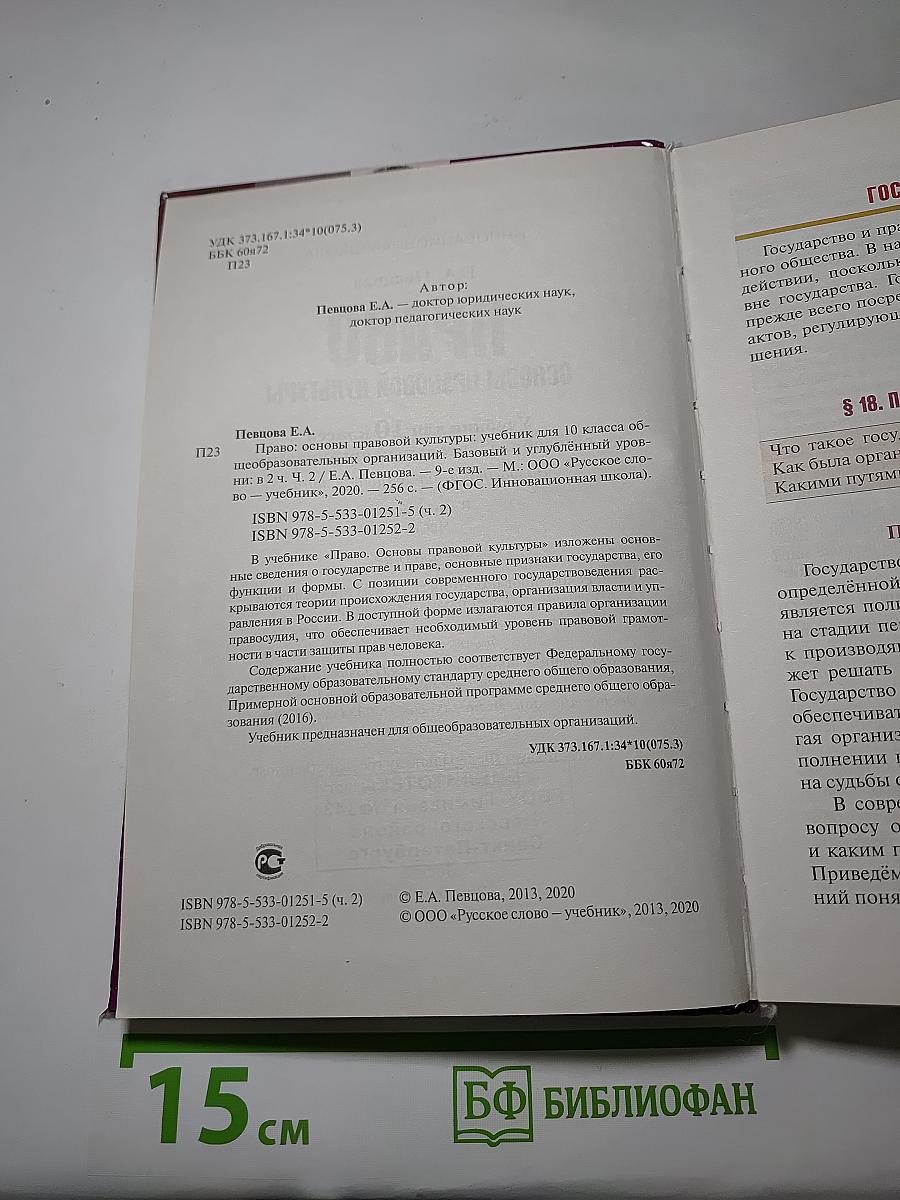 УДК 373.167.1:34*10(075.3)
ББК 60я72
П23
Автор:
Певцова Е.А. — доктор юридических наук,
доктор педагогических наук
Певцова Е.А.
П23
Право: основы правовой культуры: учебник для 10 класса об-
щеобразовательных организаций. Базовый и углублённый уров-
ни: в 2 ч. Ч. 2 / Е.А. Певцова. — 9-е изд. — М.: ООО «Русское сло-
во — учебник», 2020. — 256 с. — (ФГОС. Инновационная школа).
ISBN 978-5-533-01251-5 (ч. 2)
ISBN 978-5-533-01252-2
В учебнике «Право. Основы правовой культуры» изложены основ-
ные сведения о государстве и праве, основные признаки государства, его
функции и формы. С позиции современного государствоведения рас-
крываются теории происхождения государства, организация власти и уп-
равления в России. В доступной форме излагаются правила организации
правосудия, что обеспечивает необходимый уровень правовой грамот-
ности в части защиты прав человека.
Содержание учебника полностью соответствует Федеральному госу-
дарственному образовательному стандарту среднего общего образования,
Примерной основной образовательной программе среднего общего обра-
зования (2016).
Учебник предназначен для общеобразовательных организаций.
УДК 373.167.1:34*10(075.3)
ББК 60я72
ISBN 978-5-533-01251-5 (ч. 2)
ISBN 978-5-533-01252-2
© Е.А. Певцова, 2013, 2020
© ООО «Русское слово — учебник», 2013, 2020
ГОС
Государство и пра
ного общества. В на
действии, поскольк
вне государства. Го
прежде всего посре
актов, регулирующ
шения.
§ 18. П
Что такое госу
Как была орган
Какими путями
П
Государство
определённой
является поли
на стадии пе
к производя
жет решать
Государство
обеспечиват
гая организ
полнении
на судьбы
В совре
вопросу о
и каким п
Приведём
ний поня
15 см
БФ БИБЛИОФАН